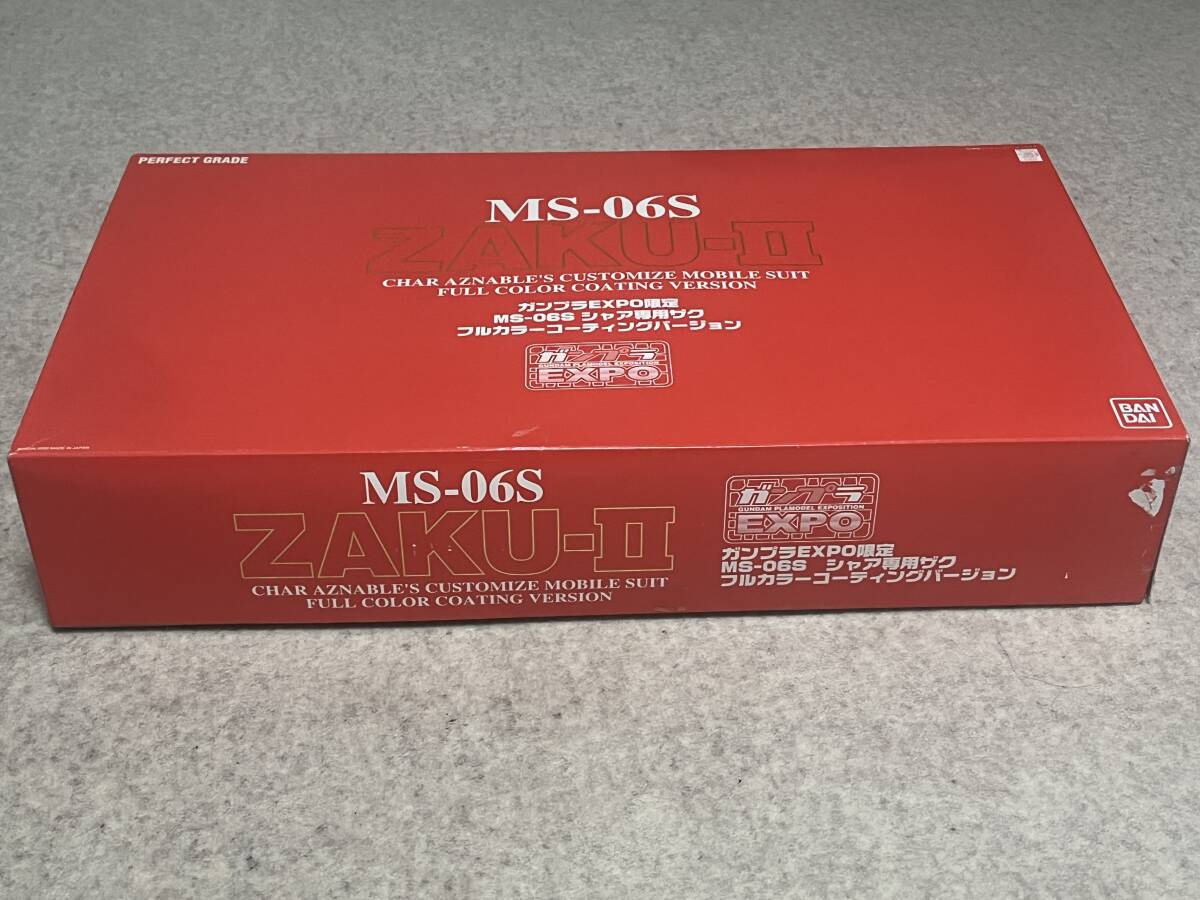 PERFECT GRADE
MS-06S
ZAKU-II
CHAR AZNABLE'S CUSTOMIZE MOBILE SUIT
FULL COLOR COATING VERSION
ガンプラEXPO限定
MS-06S シャア専用ザク
フルカラーコーティングバージョン
ガンプラ
GUNDAM PLAMODEL EXPOSITION
EXPO
BAN
DAI
MS-06S
ZAKU-II
CHAR AZNABLE'S CUSTOMIZE MOBILE SUIT
FULL COLOR COATING VERSION
ガンプラ
GUNDAM PLAMODEL EXPOSITION
EXPO
ガンプラEXPO限定
MS-06S シャア専用ザク
フルカラーコーティングバージョン